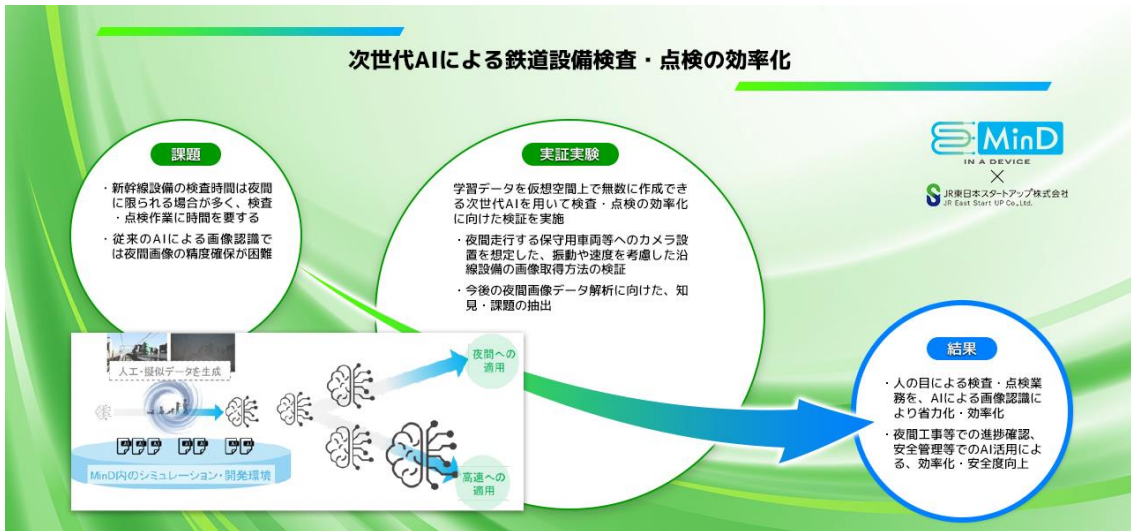 次世代AIによる鉄道設備検査・点検の効率化
課題
・新幹線設備の検査時間は夜間
に限られる場合が多く、検査
・点検作業に時間を要する
・従来のAIによる画像認識で
は夜間画像の精度確保が困難
実証実験
学習データを仮想空間上で無数に作成でき
る次世代AIを用いて検査・点検の効率化
に向けた検証を実施
・夜間走行する保守用車両等へのカメラ設
置を想定した、振動や速度を考慮した沿
線設備の画像取得方法の検証
・今後の夜間画像データ解析に向けた、知
見・課題の抽出
MinD
IN A DEVICE
×
JR東日本スタートアップ株式会社
JR East Start UP Co.,Ltd.
人工・擬似データを生成
MinD内のシミュレーション・開発環境
夜間への
適用
高速への
適用
結果
・人の目による検査・点検業
務を、AIによる画像認識に
より省力化・効率化
・夜間工事等での進捗確認、
安全管理等でのAI活用によ
る、効率化・安全度向上